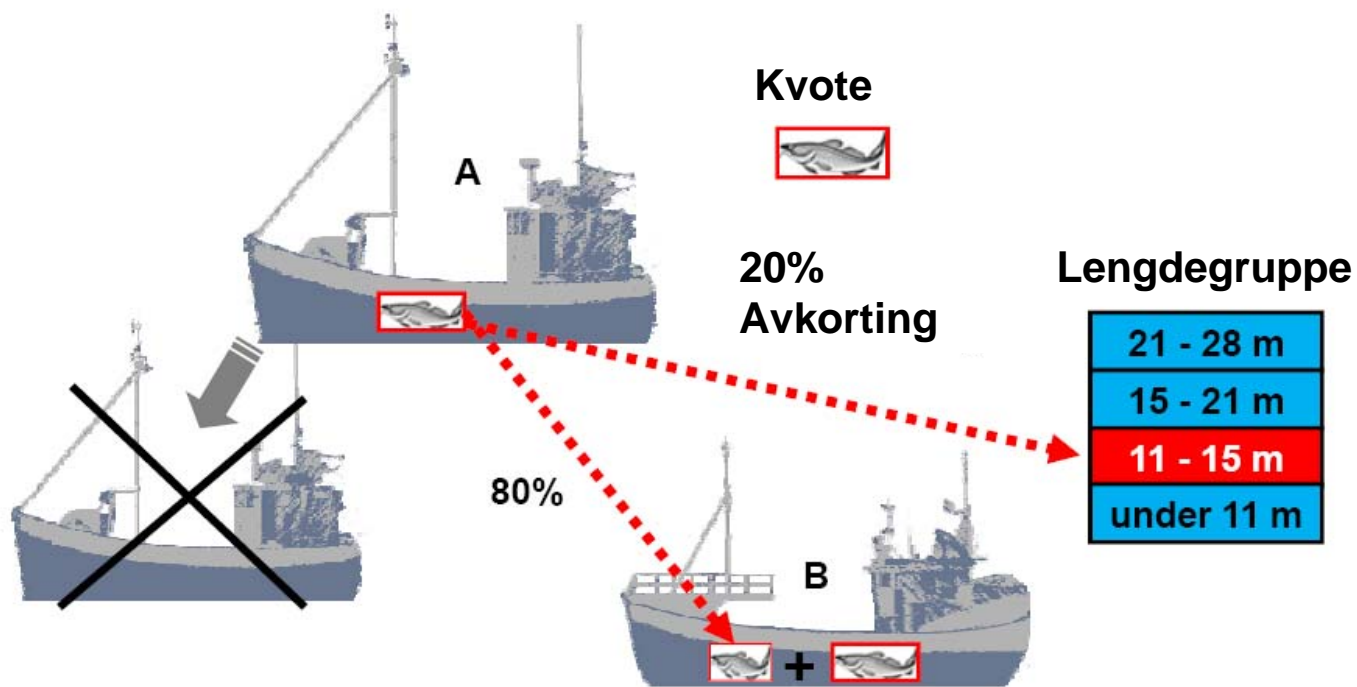 Kvote
A
20%
Avkorting
Lengdegruppe
21 - 28 m
15 - 21 m
11 - 15 m
under 11 m
80%
B
+